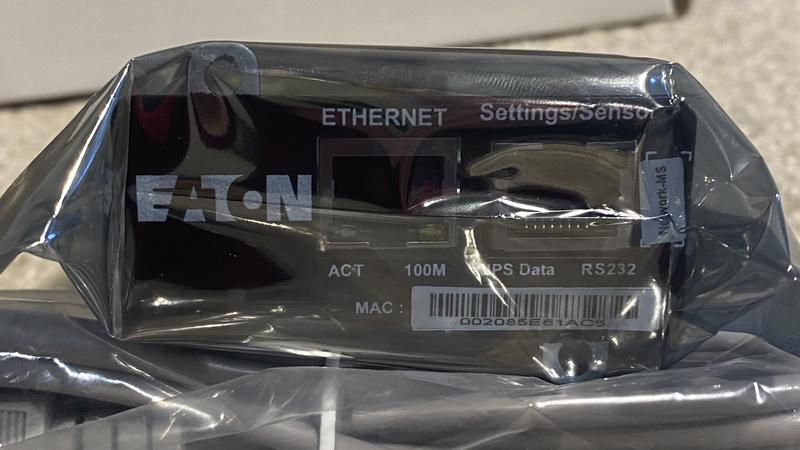 ETHERNET
Settings/Sensor
EATON
Network-MS
ACT
100M
UPS Data
RS232
MAC :
002085E61AC5